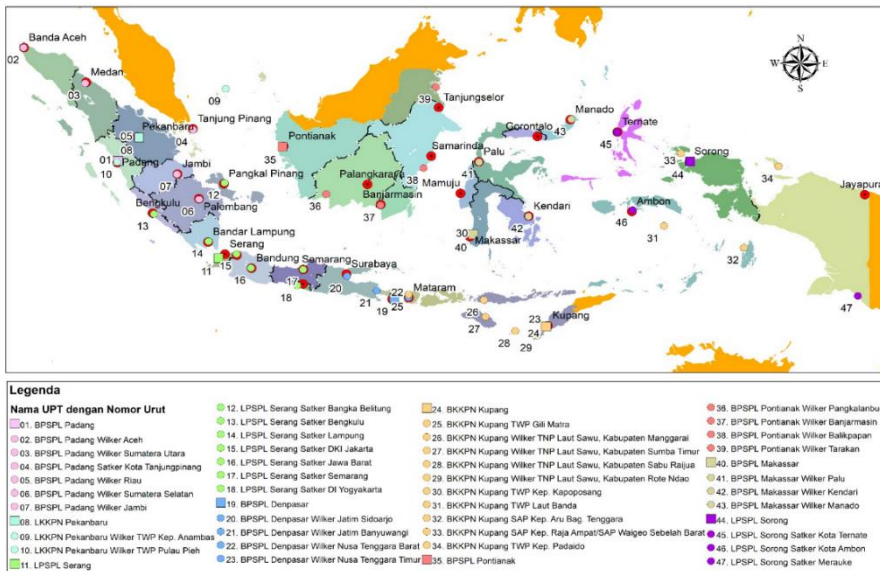 Banda Aceh
02
Medan
03
09
Tanjung Pinang
04
Pekanbaru
05
08
01
Padang
10
Jambi
07
Pangkal Pinang
12
06
Palembang
Bengkulu
13
Bandar Lampung
14
Serang
15
11
Bandung
16
Semarang
17
18
Surabaya
20
21
19
22
Mataram
25
Pontianak
35
36
Palangkaraya
Banjarmasin
37
39
Tanjungselor
Samarinda
38
Mamuju
Palu
41
Gorontalo
Manado
43
Kendari
42
30
40
Makassar
26
27
28
23
24
29
Kupang
Ternate
45
Sorong
33
44
34
Ambon
46
31
32
Jayapura
47
N
W
E
S
Legenda
Nama UPT dengan Nomor Urut
01. BPSPL Padang
02. BPSPL Padang Wilker Aceh
03. BPSPL Padang Wilker Sumatera Utara
04. BPSPL Padang Satker Kota Tanjungpinang
05. BPSPL Padang Wilker Riau
06. BPSPL Padang Wilker Sumatera Selatan
07. BPSPL Padang Wilker Jambi
08. LKKPN Pekanbaru
09. LKKPN Pekanbaru Wilker TWP Kep. Anambas
10. LKKPN Pekanbaru Wilker TWP Pulau Pieh
11. LPSPL Serang
12. LPSPL Serang Satker Bangka Belitung
13. LPSPL Serang Satker Bengkulu
14. LPSPL Serang Satker Lampung
15. LPSPL Serang Satker DKI Jakarta
16. LPSPL Serang Satker Jawa Barat
17. LPSPL Serang Satker Semarang
18. LPSPL Serang Satker DI Yogyakarta
19. BPSPL Denpasar
20. BPSPL Denpasar Wilker Jatim Sidoarjo
21. BPSPL Denpasar Wilker Jatim Banyuwangi
22. BPSPL Denpasar Wilker Nusa Tenggara Barat
23. BPSPL Denpasar Wilker Nusa Tenggara Timur
24. BKKPN Kupang
25. BKKPN Kupang TWP Gili Matra
26. BKKPN Kupang Wilker TNP Laut Sawu, Kabupaten Manggarai
27. BKKPN Kupang Wilker TNP Laut Sawu, Kabupaten Sumba Timur
28. BKKPN Kupang Wilker TNP Laut Sawu, Kabupaten Sabu Raijua
29. BKKPN Kupang Wilker TNP Laut Sawu, Kabupaten Rote Ndao
30. BKKPN Kupang TWP Kep. Kapoposang
31. BKKPN Kupang TWP Laut Banda
32. BKKPN Kupang SAP Kep. Aru Bag. Tenggara
33. BKKPN Kupang SAP Kep. Raja Ampat/SAP Waigeo Sebelah Barat
34. BKKPN Kupang TWP Kep. Padaido
35. BPSPL Pontianak
36. BPSPL Pontianak Wilker Pangkalanbu
37. BPSPL Pontianak Wilker Banjarmasin
38. BPSPL Pontianak Wilker Balikpapan
39. BPSPL Pontianak Wilker Tarakan
40. BPSPL Makassar
41. BPSPL Makassar Wilker Palu
42. BPSPL Makassar Wilker Kendari
43. BPSPL Makassar Wilker Manado
44. LPSPL Sorong
45. LPSPL Sorong Satker Kota Ternate
46. LPSPL Sorong Satker Kota Ambon
47. LPSPL Sorong Satker Merauke